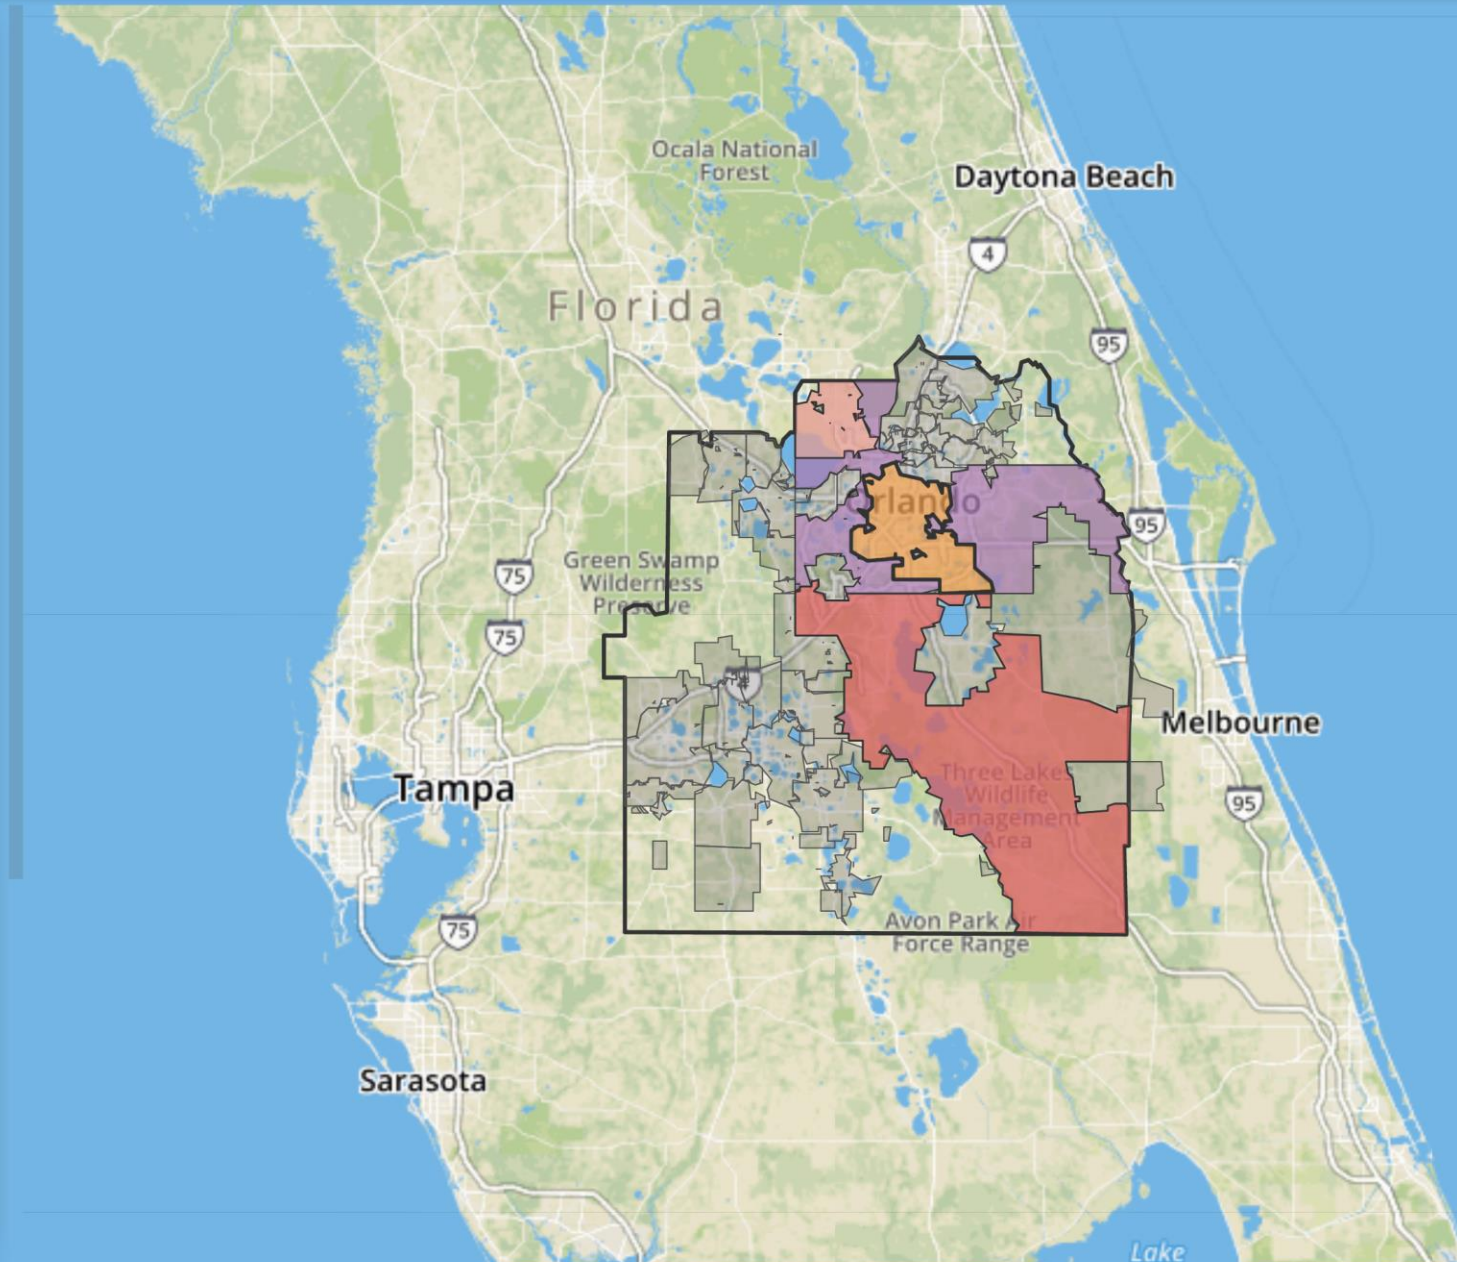 Ocala National
Forest
Daytona Beach
4
Florida
95
Orlando
95
Green Swamp
Wilderness
Preserve
75
75
4
Melbourne
Three Lakes
Wildlife
Management
Area
Tampa
95
Avon Park Air
Force Range
75
Sarasota
Lake